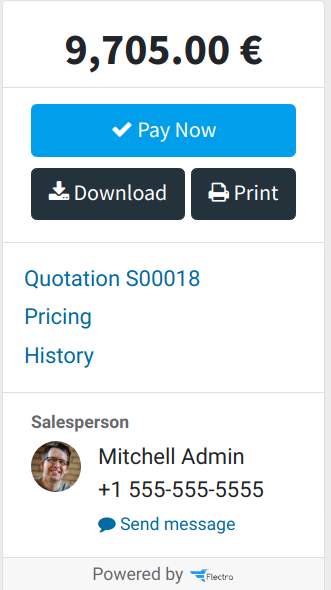 9,705.00 €
Pay Now
Download
Print
Quotation S00018
Pricing
History
Salesperson
Mitchell Admin
+1 555-555-5555
Send message
Powered by Flectra